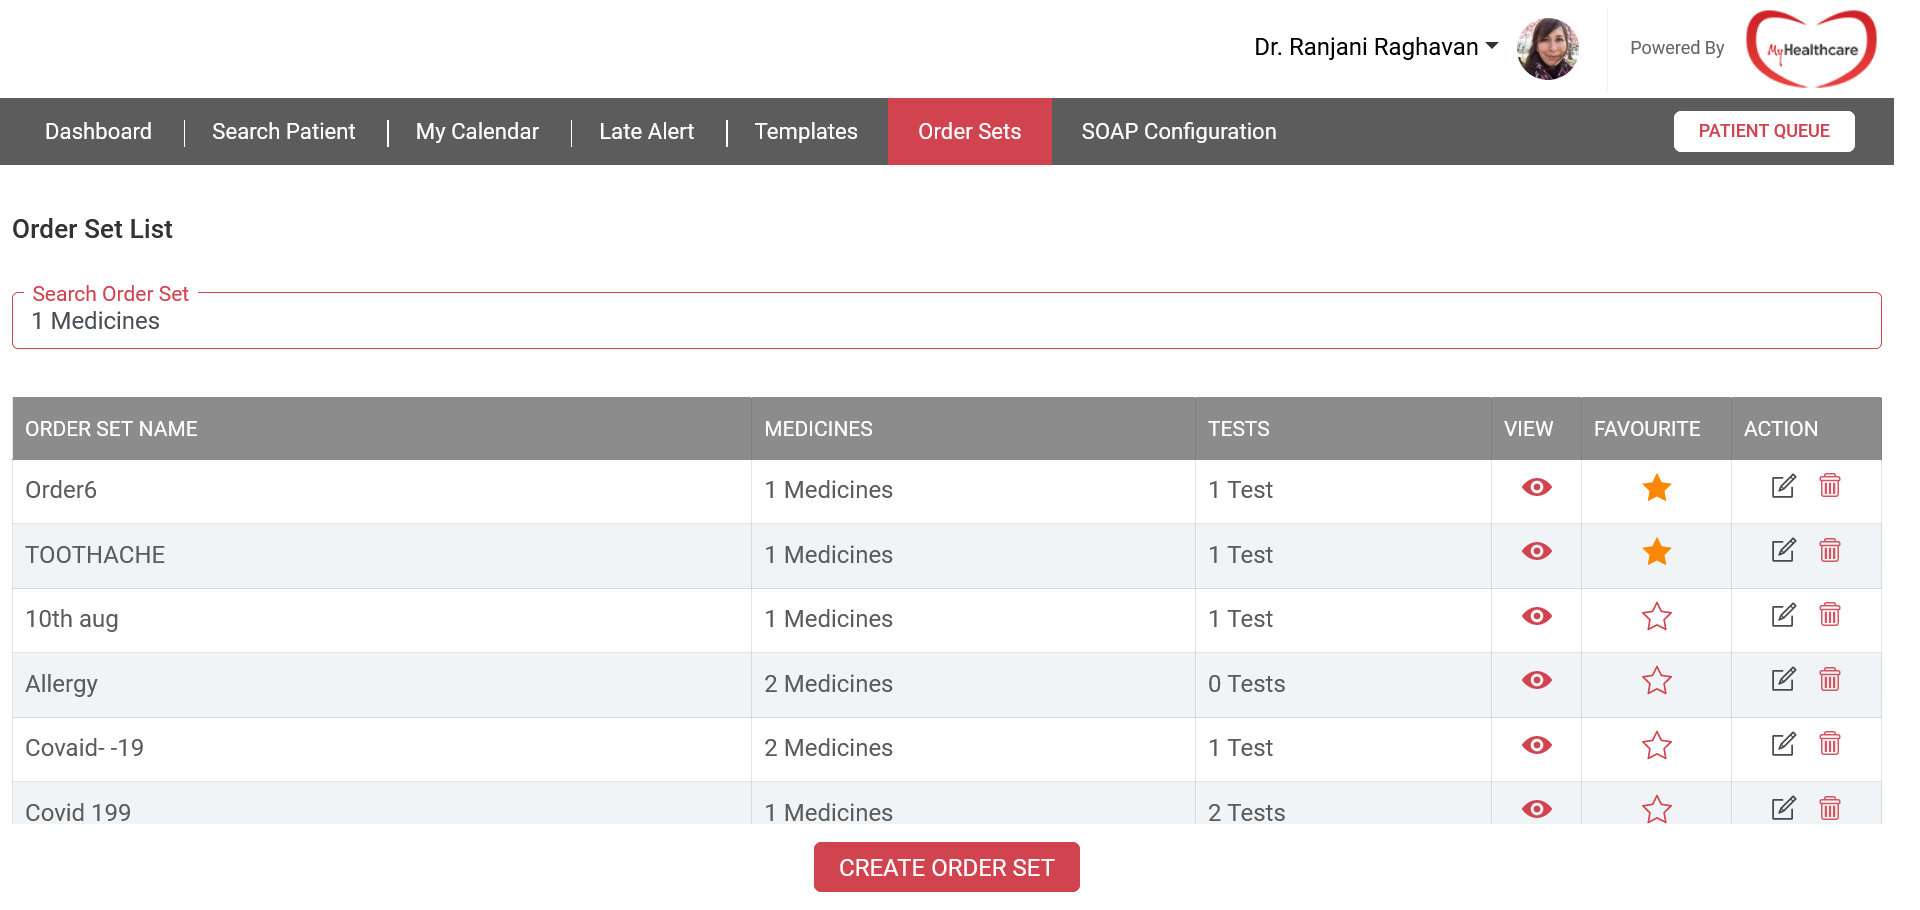 Dr. Ranjani Raghavan
Powered By
MyHealthcare
Dashboard
Search Patient
My Calendar
Late Alert
Templates
Order Sets
SOAP Configuration
PATIENT QUEUE
Order Set List
Search Order Set
1 Medicines
ORDER SET NAME MEDICINES TESTS VIEW FAVOURITE ACTION
Order6 1 Medicines 1 Test
TOOTHACHE 1 Medicines 1 Test
10th aug 1 Medicines 1 Test
Allergy 2 Medicines 0 Tests
Covaid- -19 2 Medicines 1 Test
Covid 199 1 Medicines 2 Tests
CREATE ORDER SET